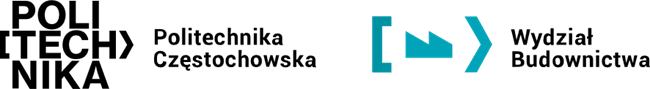 POLI
[TECH>
NIKA
Politechnika
Częstochowska
Wydział
Budownictwa